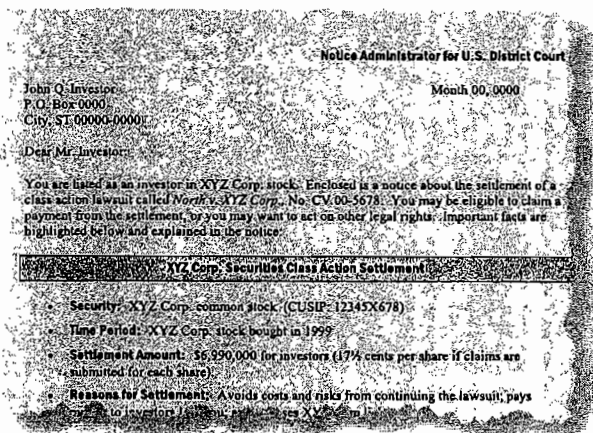 Notice Administrator for U.S. District Court
John Q. Investor
Month 00, 0000
P.O. Box 0000
City, ST 00000-0000
Dear Mr. Investor:
You are listed as an investor in XYZ Corp. stock. Enclosed is a notice about the settlement of a
class action lawsuit called North v. XYZ Corp., No. CV 00-5678. You may be eligible to claim a
payment from the settlement, or you may want to act on other legal rights. Important facts are
highlighted below and explained in the notice.
XYZ Corp. Securities Class Action Settlement
• Security: XYZ Corp. common stock (CUSIP: 12345X678)
• Time Period: XYZ Corp. stock bought in 1999
• Settlement Amount: $6,990,000 for investors (17½ cents per share if claims are
submitted for each share).
• Reasons for Settlement: Avoids costs and risks from continuing the lawsuit; pays
to investors